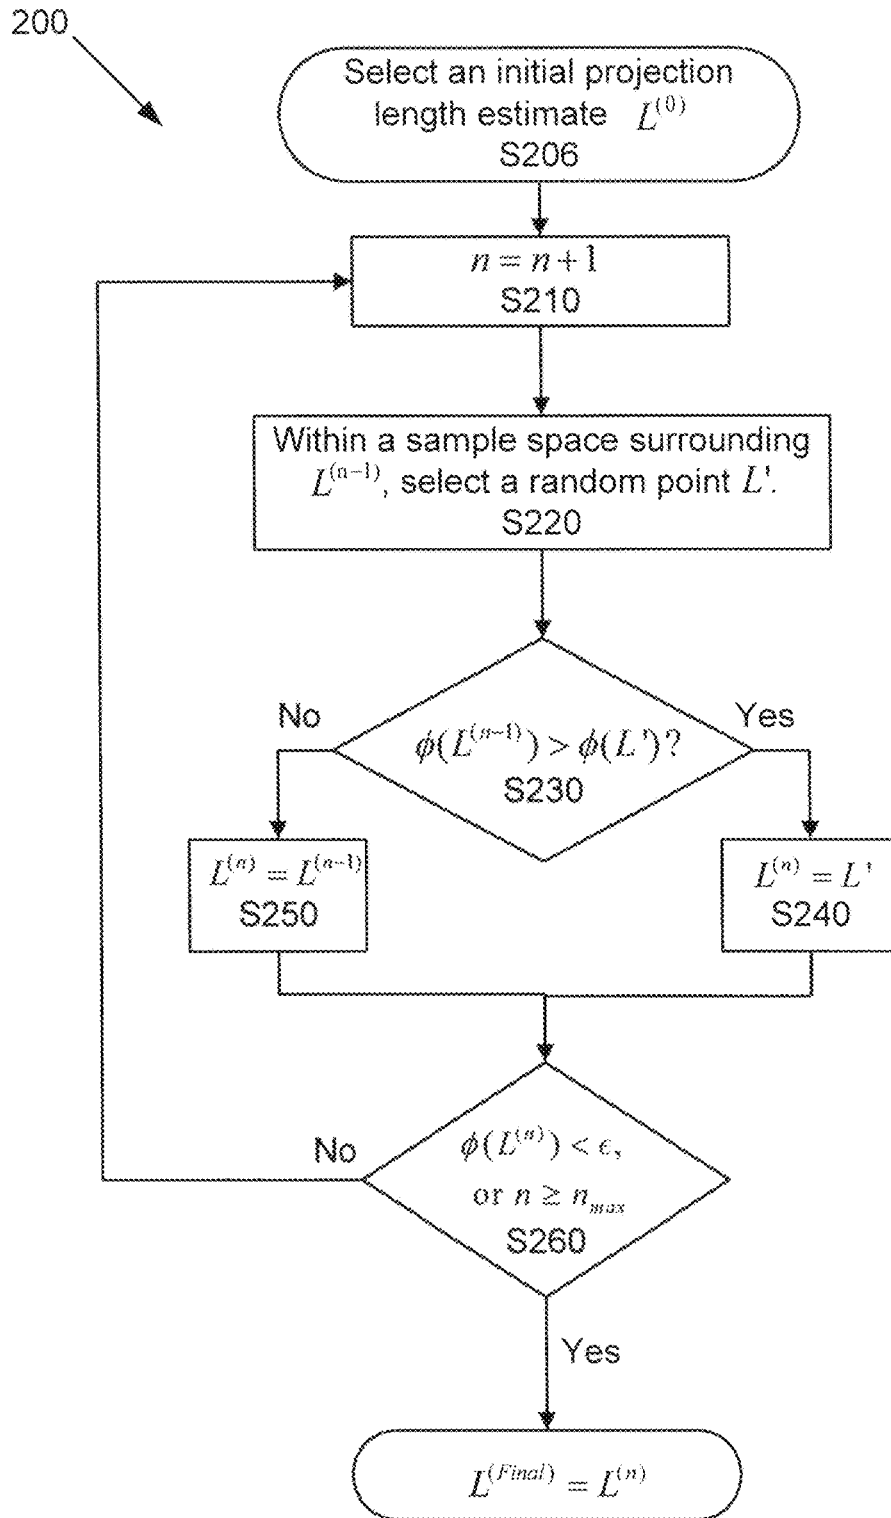 200
Select an initial projection
length estimate L⁽⁰⁾
S206
n = n + 1
S210
Within a sample space surrounding
L⁽ⁿ⁻¹⁾, select a random point L'.
S220
No
Yes
ϕ(L⁽ⁿ⁻¹⁾) > ϕ(L')?
S230
L⁽ⁿ⁾ = L⁽ⁿ⁻¹⁾
S250
L⁽ⁿ⁾ = L'
S240
No
ϕ(L⁽ⁿ⁾) < ϵ,
or n ≥ n_max
S260
Yes
L⁽ᶠⁱⁿᵃˡ⁾ = L⁽ⁿ⁾